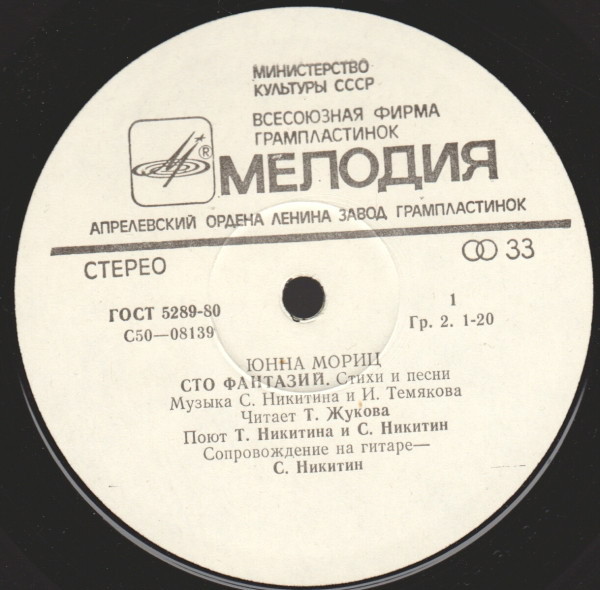 МИНИСТЕРСТВО
КУЛЬТУРЫ СССР
ВСЕСОЮЗНАЯ ФИРМА
ГРАМПЛАСТИНОК
®
МЕЛОДИЯ
АПРЕЛЕВСКИЙ ОРДЕНА ЛЕНИНА ЗАВОД ГРАМПЛАСТИНОК
СТЕРЕО
33
ГОСТ 5289-80
С50—08139
1
Гр. 2. 1-20
ЮННА МОРИЦ
СТО ФАНТАЗИЙ. Стихи и песни
Музыка С. Никитина и И. Темякова
Читает Т. Жукова
Поют Т. Никитина и С. Никитин
Сопровождение на гитаре—
С. Никитин